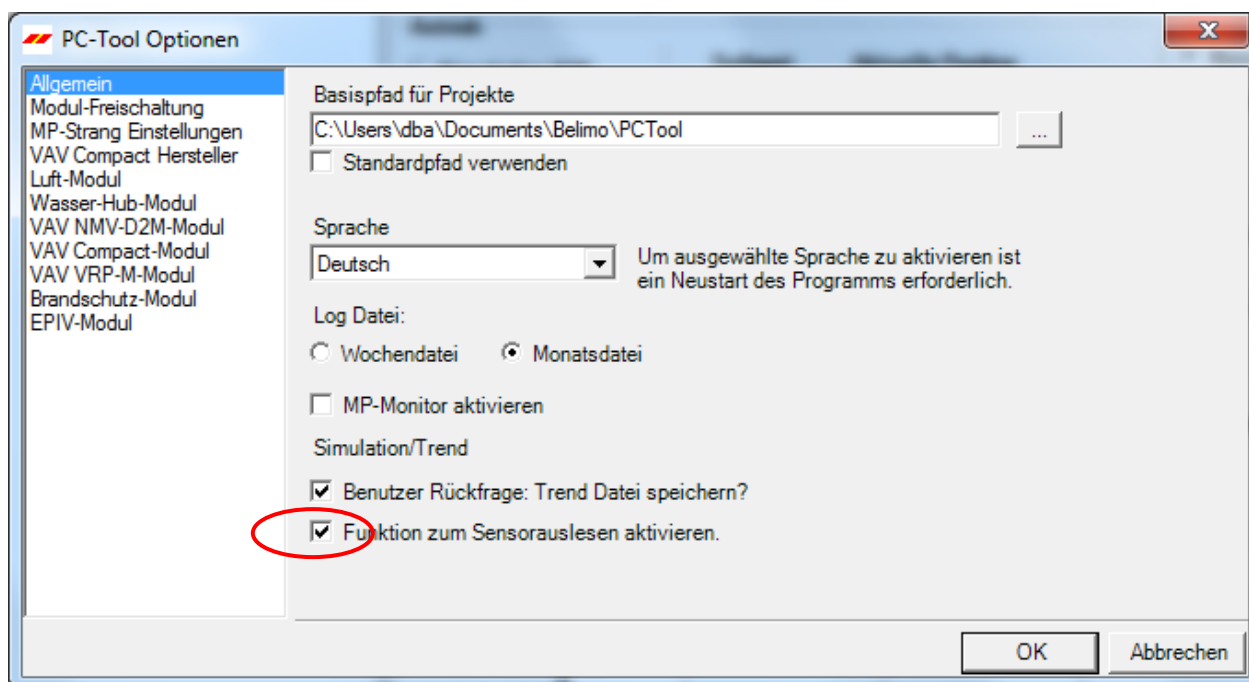 PC-Tool Optionen
Allgemein
Modul-Freischaltung
MP-Strang Einstellungen
VAV Compact Hersteller
Luft-Modul
Wasser-Hub-Modul
VAV NMV-D2M-Modul
VAV Compact-Modul
VAV VRP-M-Modul
Brandschutz-Modul
EPIV-Modul
Basispfad für Projekte
C:\Users\dba\Documents\Belimo\PCTool
...
Standardpfad verwenden
Sprache
Deutsch
Um ausgewählte Sprache zu aktivieren ist
ein Neustart des Programms erforderlich.
Log Datei:
Wochendatei Monatsdatei
MP-Monitor aktivieren
Simulation/Trend
Benutzer Rückfrage: Trend Datei speichern?
Funktion zum Sensorauslesen aktivieren.
OK Abbrechen